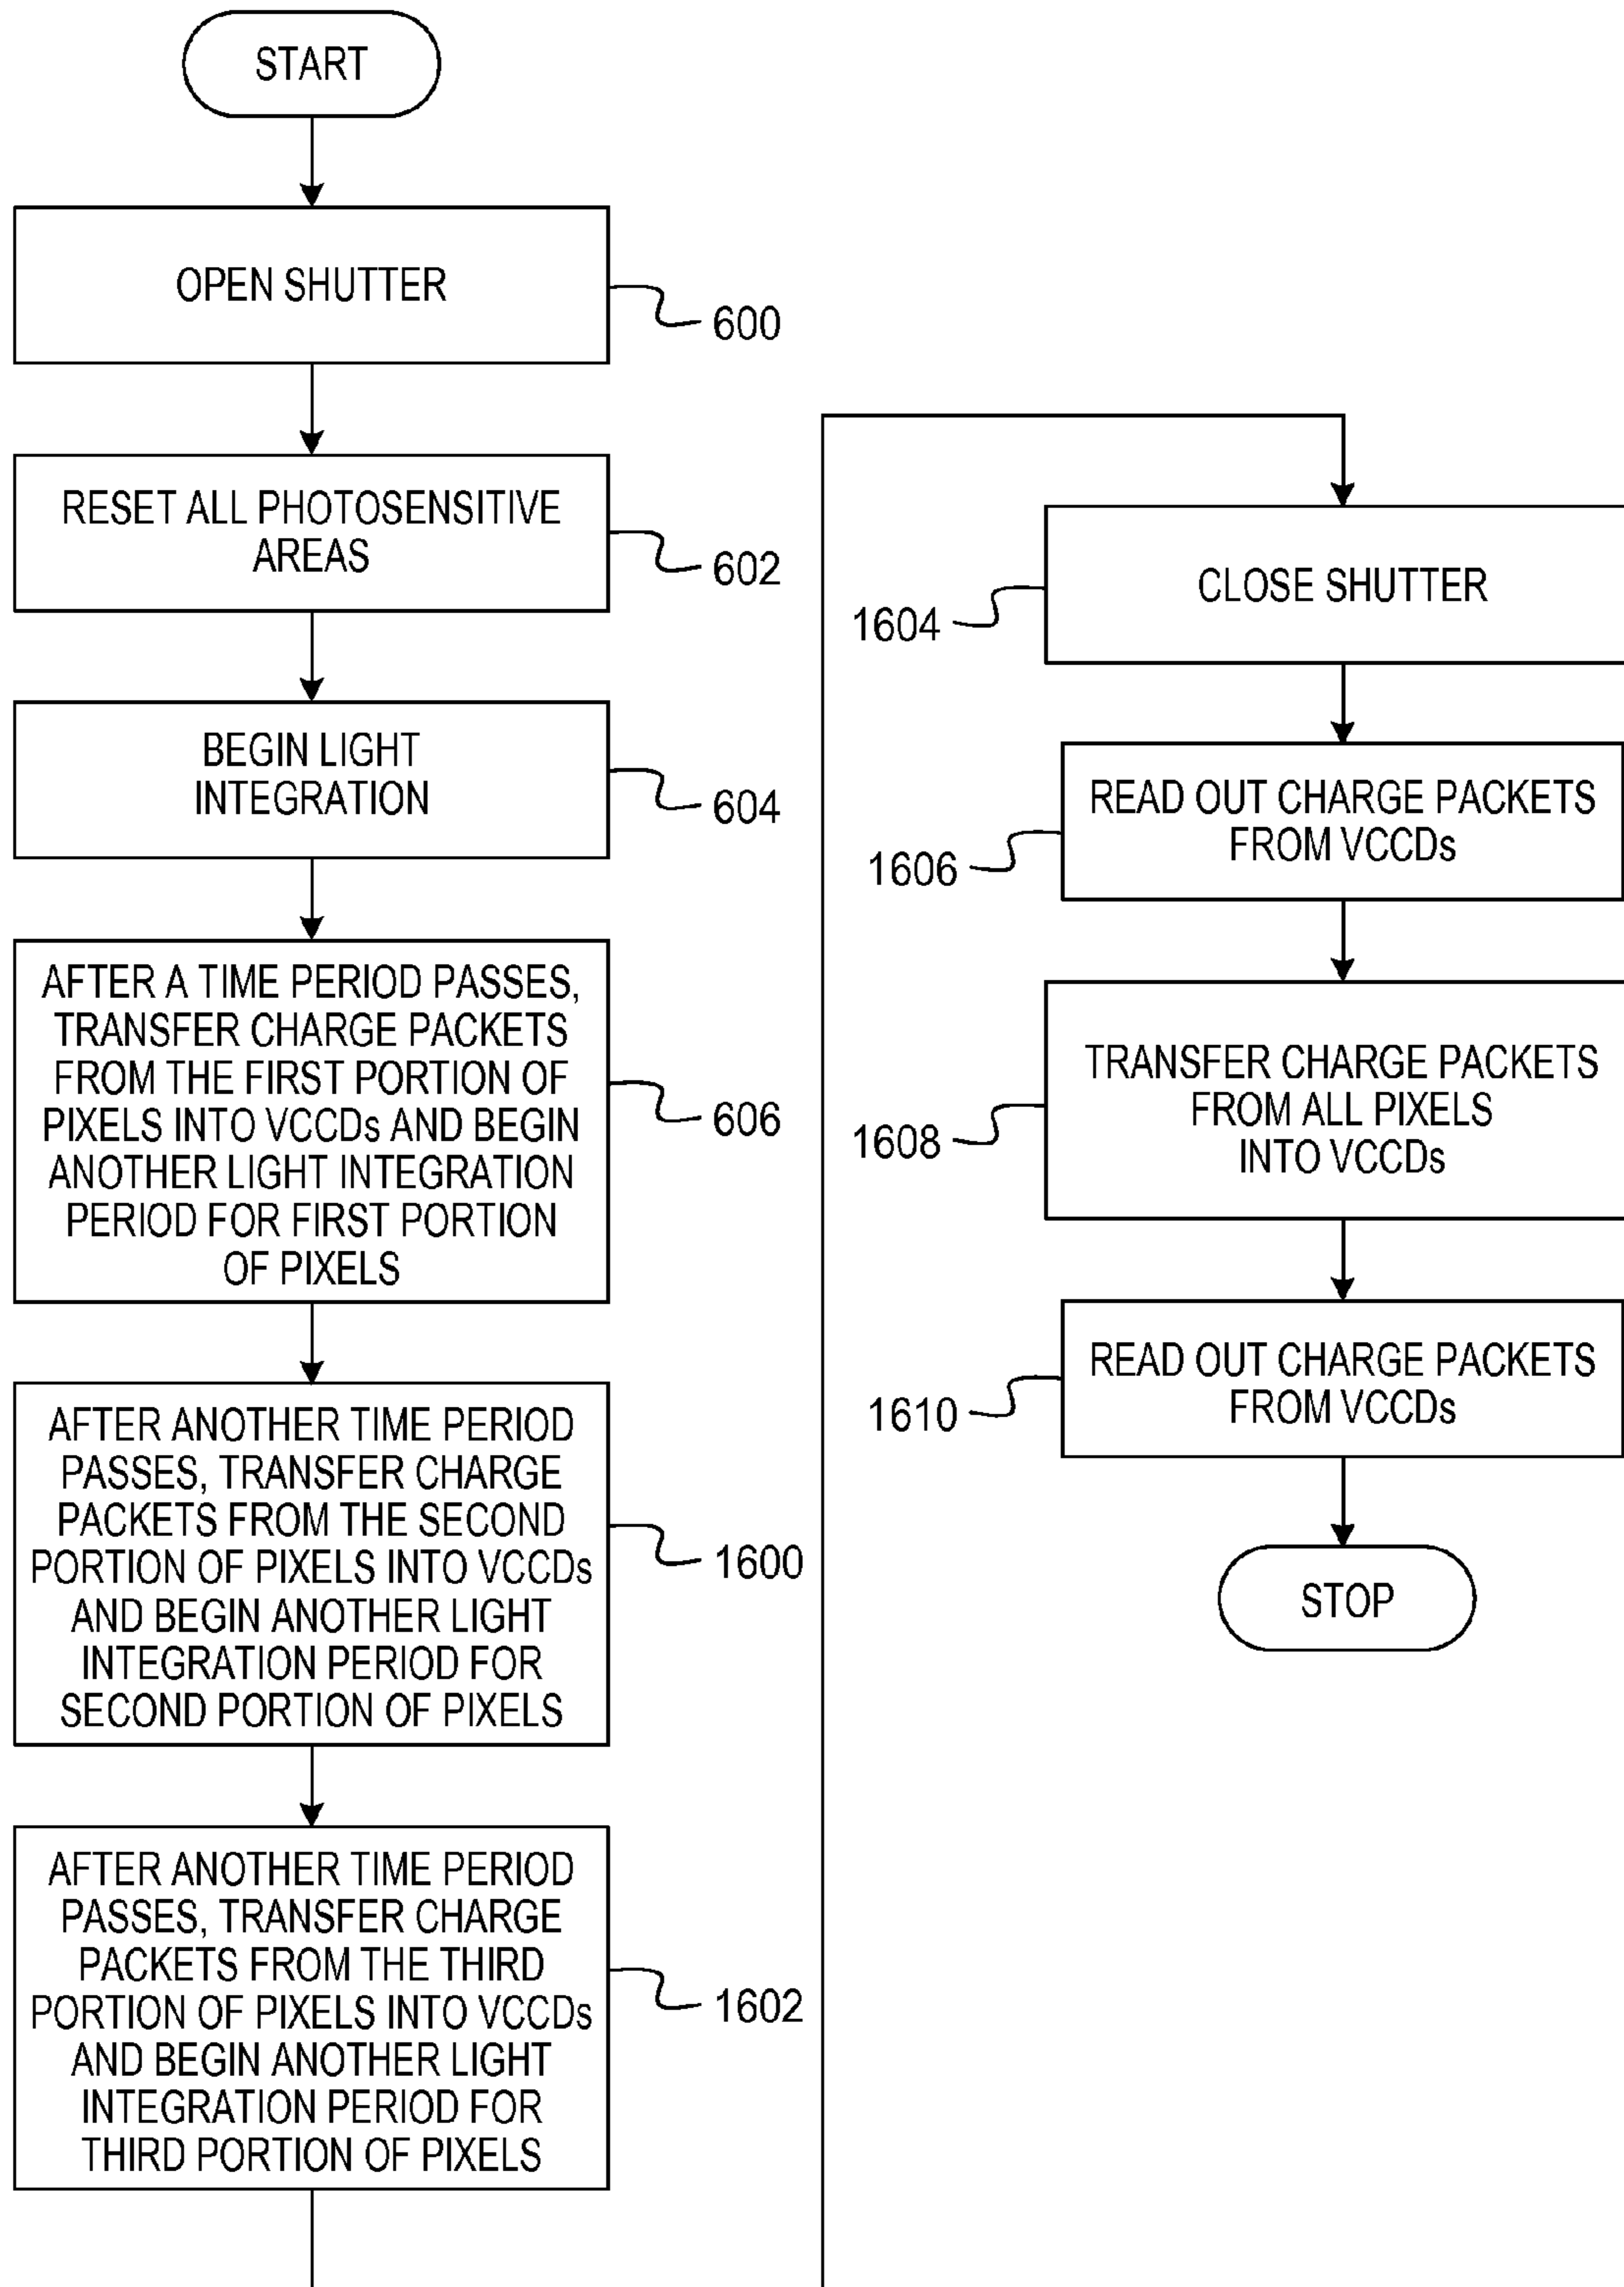 START
OPEN SHUTTER
600
RESET ALL PHOTOSENSITIVE
AREAS
602
BEGIN LIGHT
INTEGRATION
604
AFTER A TIME PERIOD PASSES,
TRANSFER CHARGE PACKETS
FROM THE FIRST PORTION OF
PIXELS INTO VCCDs AND BEGIN
ANOTHER LIGHT INTEGRATION
PERIOD FOR FIRST PORTION
OF PIXELS
606
AFTER ANOTHER TIME PERIOD
PASSES, TRANSFER CHARGE
PACKETS FROM THE SECOND
PORTION OF PIXELS INTO VCCDs
AND BEGIN ANOTHER LIGHT
INTEGRATION PERIOD FOR
SECOND PORTION OF PIXELS
1600
AFTER ANOTHER TIME PERIOD
PASSES, TRANSFER CHARGE
PACKETS FROM THE THIRD
PORTION OF PIXELS INTO VCCDs
AND BEGIN ANOTHER LIGHT
INTEGRATION PERIOD FOR
THIRD PORTION OF PIXELS
1602
CLOSE SHUTTER
1604
READ OUT CHARGE PACKETS
FROM VCCDs
1606
TRANSFER CHARGE PACKETS
FROM ALL PIXELS
INTO VCCDs
1608
READ OUT CHARGE PACKETS
FROM VCCDs
1610
STOP